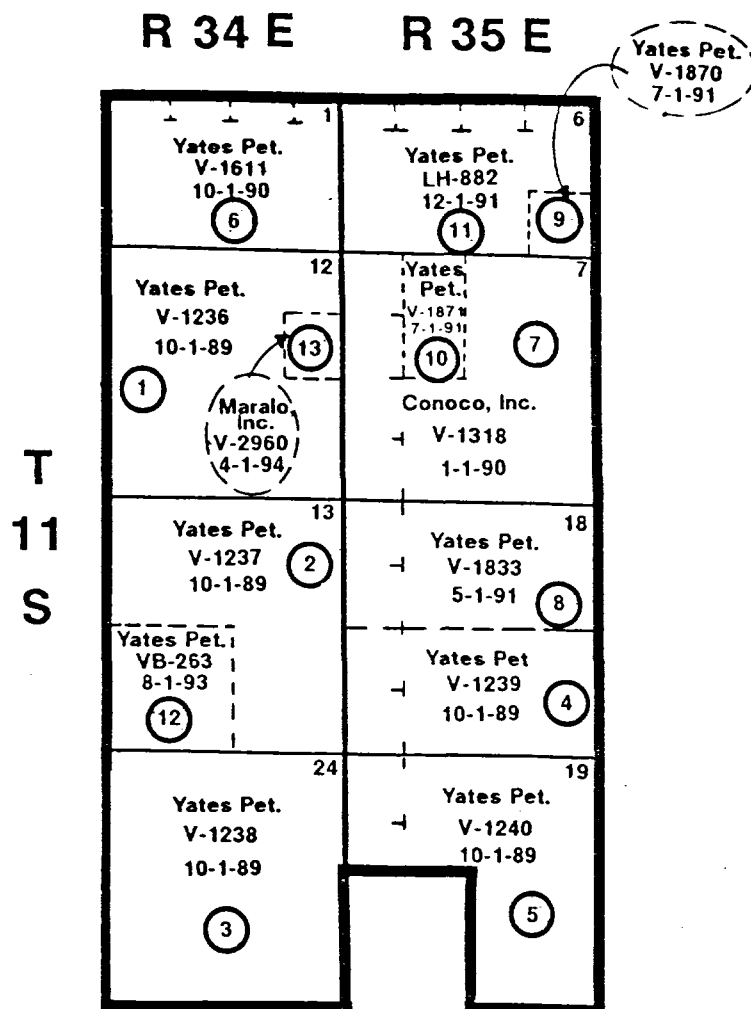 R 34 E
R 35 E
Yates Pet.
V-1870
7-1-91
1
Yates Pet.
V-1611
10-1-90
6
6
Yates Pet.
LH-882
12-1-91
11
9
12
Yates Pet.
V-1236
10-1-89
1
13
Maralo,
Inc.
V-2960
4-1-94
7
Yates
Pet.
V-1871
7-1-91
10
7
Conoco, Inc.
V-1318
1-1-90
T
11
S
13
Yates Pet.
V-1237
10-1-89
2
Yates Pet.
VB-263
8-1-93
12
18
Yates Pet.
V-1833
5-1-91
8
Yates Pet
V-1239
10-1-89
4
24
Yates Pet.
V-1238
10-1-89
3
19
Yates Pet.
V-1240
10-1-89
5